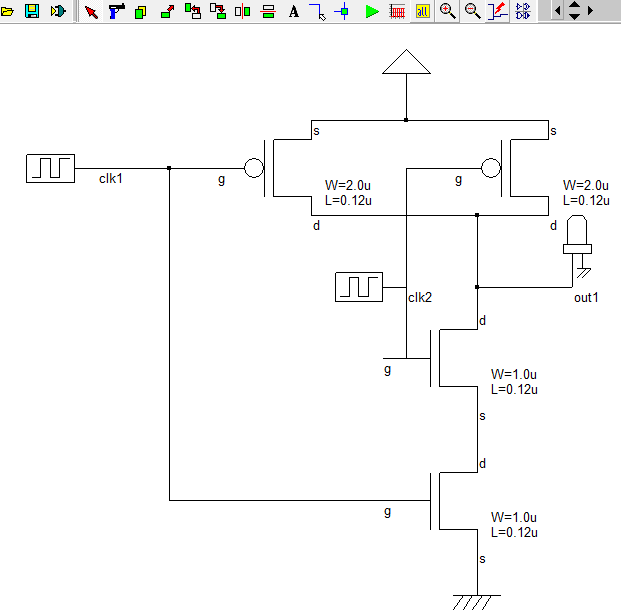 A
all
s
s
clk1
g
g
W=2.0u
L=0.12u
W=2.0u
L=0.12u
d
d
clk2
out1
d
g
W=1.0u
L=0.12u
s
d
g
W=1.0u
L=0.12u
s